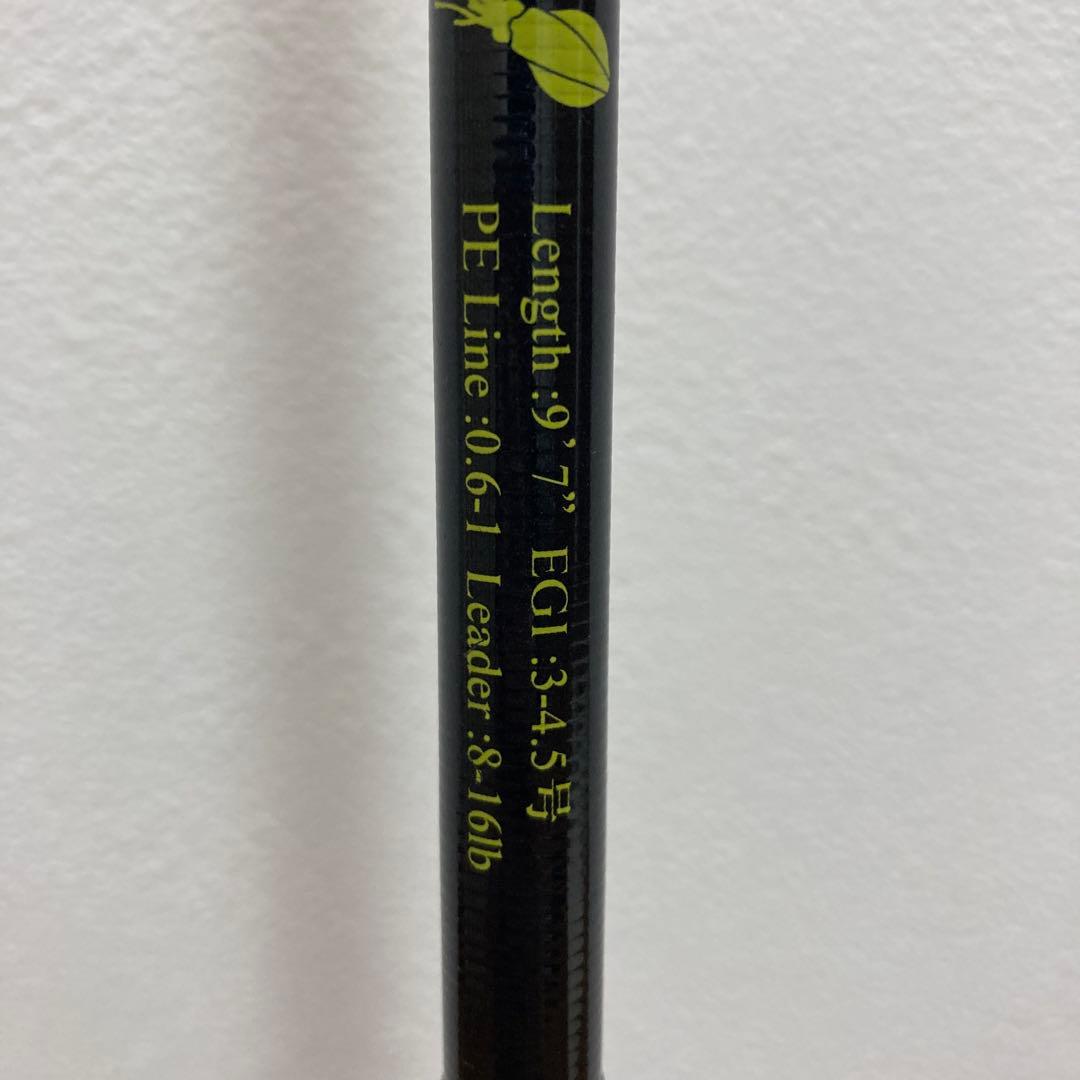 Length :9’ 7” EGI :3-4.5号
PE Line :0.6-1 Leader :8-16lb